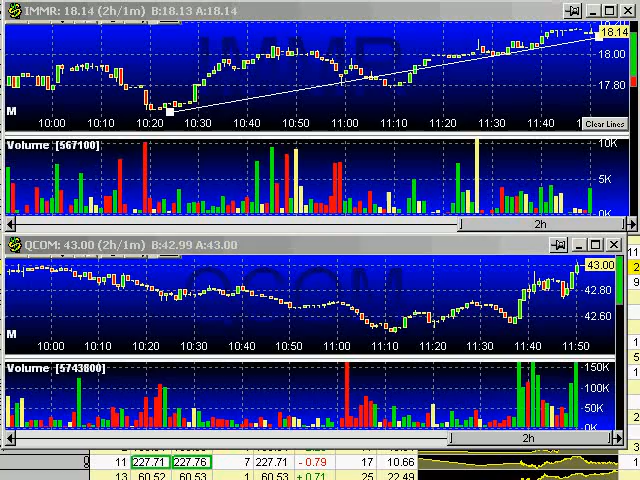 IMMR: 18.14 (2h/1m) B:18.13 A:18.14
IMMR
18.14
18.00
17.80
M
10:00 10:10 10:20 10:30 10:40 10:50 11:00 11:10 11:20 11:30 11:40
Clear Lines
Volume [567100]
10K
5K
0K
2h
QCOM: 43.00 (2h/1m) B:42.99 A:43.00
QCOM
43.00
42.80
42.60
M
10:00 10:10 10:20 10:30 10:40 10:50 11:00 11:10 11:20 11:30 11:40 11:50
Volume [5743800]
150K
100K
50K
0K
2h
11 227.71 227.76 7 227.71 - 0.79 17 10.66
13 60.52 60.53 1 60.53 + 0.71 25 22.49